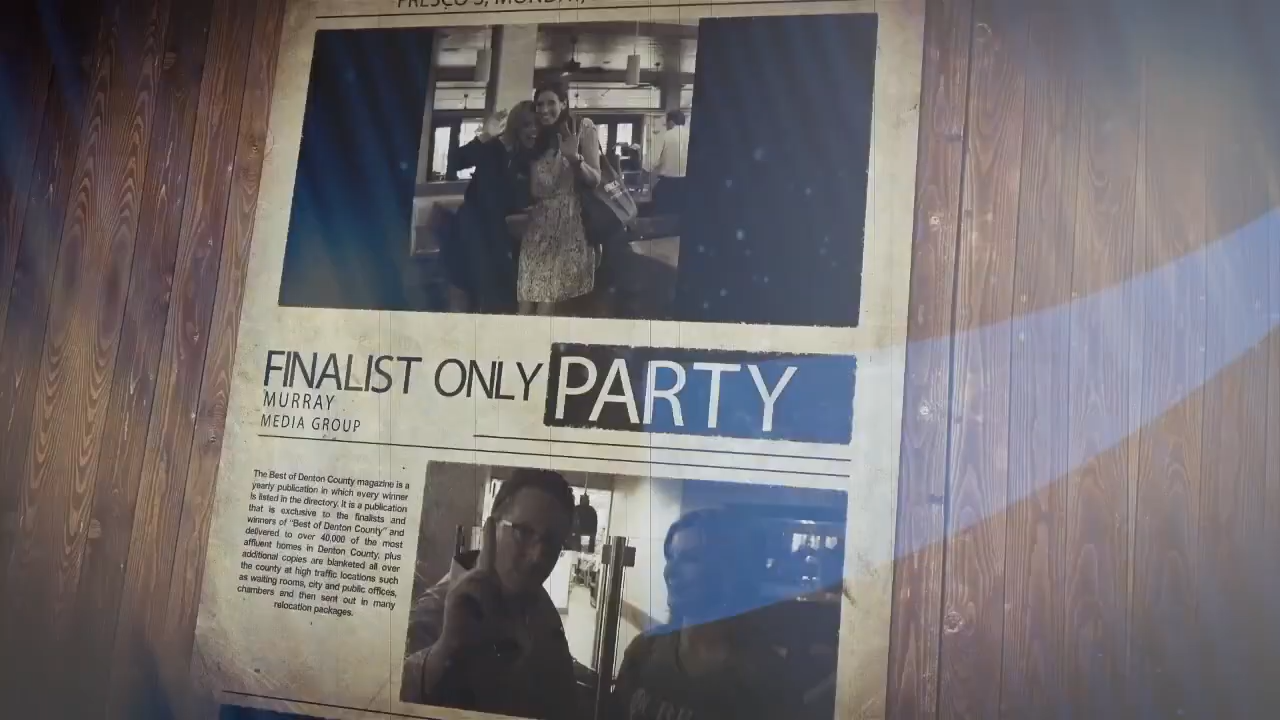 FINALIST ONLY PARTY
MURRAY
MEDIA GROUP
The Best of Denton County magazine is a
yearly publication in which every winner
is listed in the directory. It is a publication
that is exclusive to the finalists and
winners of "Best of Denton County" and
delivered to over 40,000 of the most
affluent homes in Denton County, plus
additional copies are blanketed all over
the county at high traffic locations such
as waiting rooms, city and public offices,
chambers and then sent out in many
relocation packages.